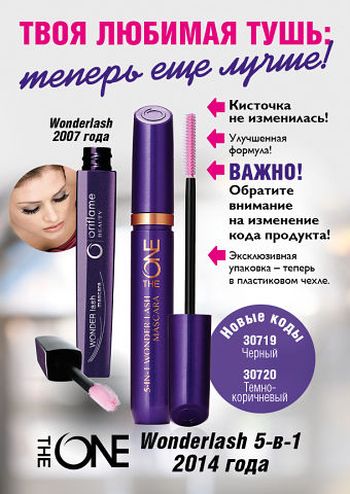 ТВОЯ ЛЮБИМАЯ ТУШЬ:
теперь еще лучше!
Wonderlash
2007 года
Кисточка
не изменилась!
Улучшенная
формула!
ВАЖНО!
Обратите
внимание
на изменение
кода продукта!
Эксклюзивная
упаковка – теперь
в пластиковом чехле.
oriflame
BEAUTY
WONDER lash
mascara
THE ONE
5-IN-1 WONDER LASH
MASCARA
Новые коды
30719
Черный
30720
Темно-
коричневый
THE ONE
Wonderlash 5-в-1
2014 года